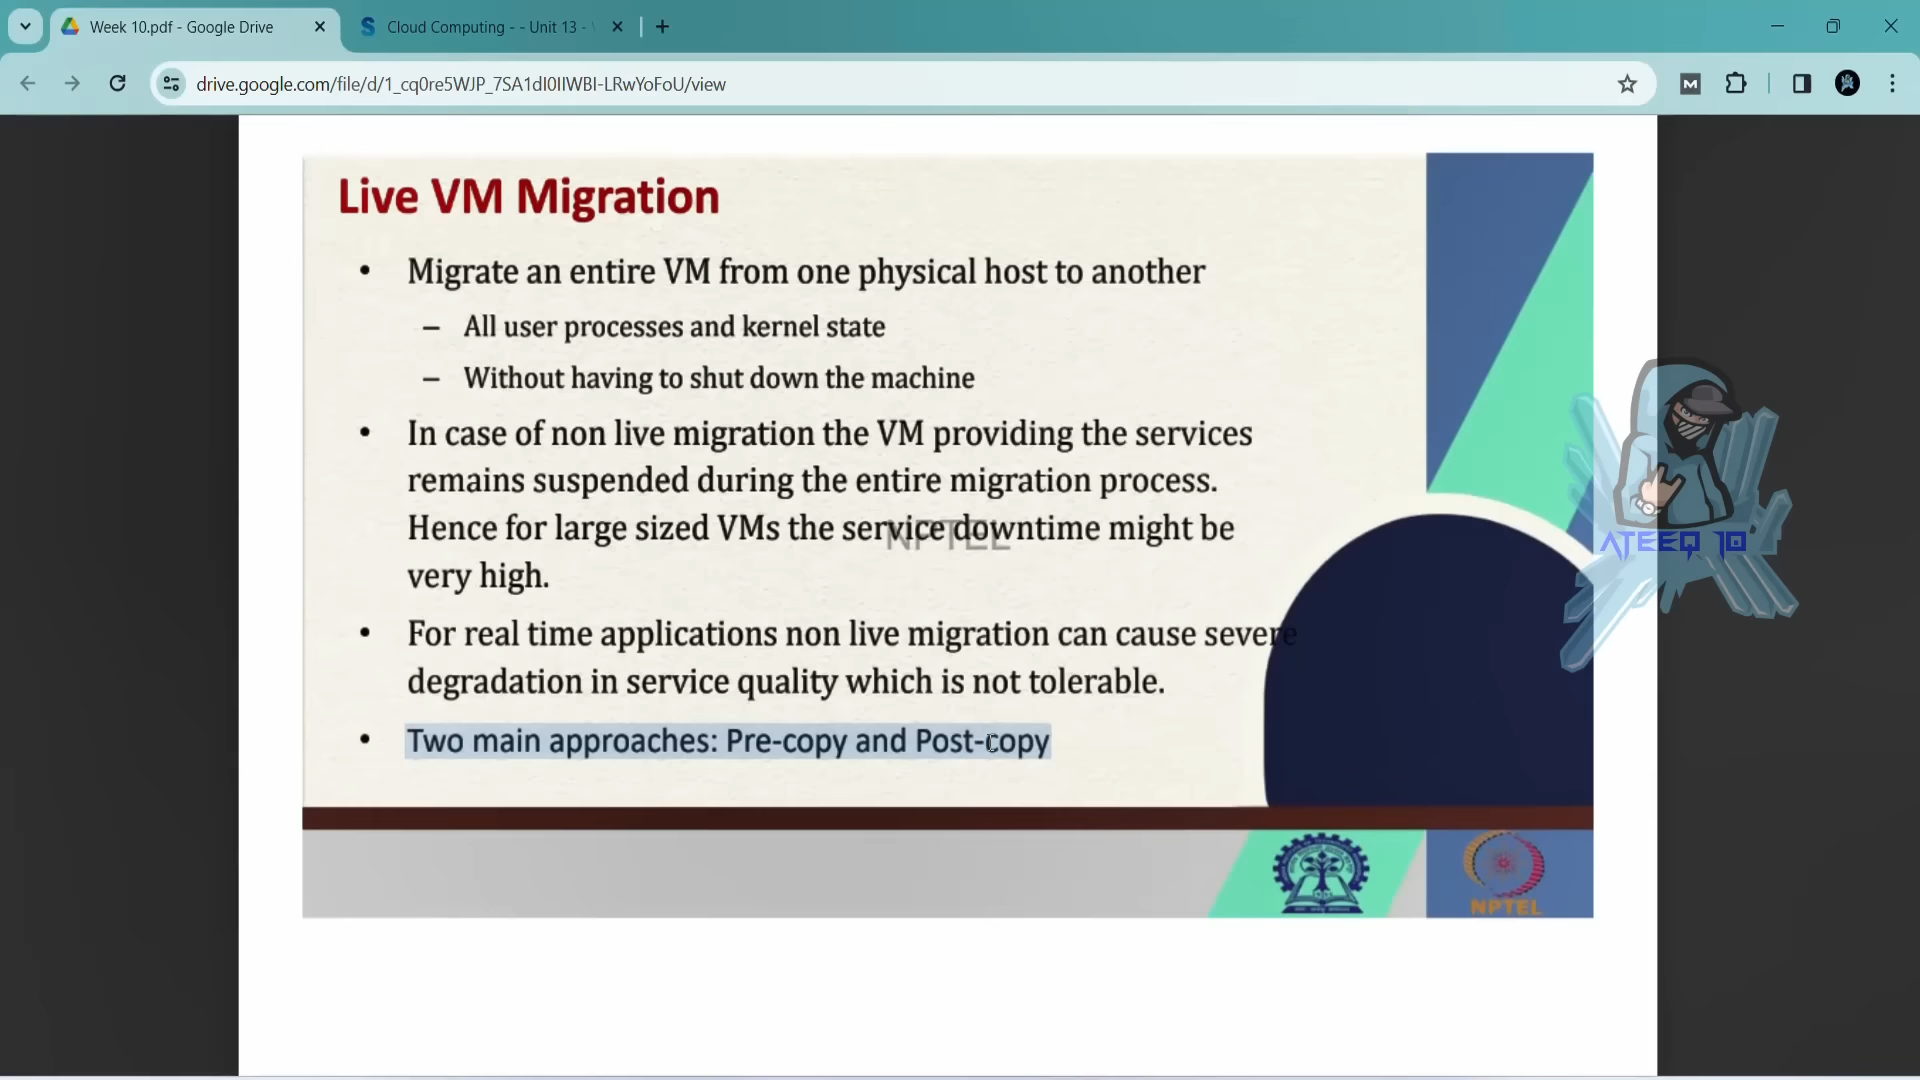 Week 10.pdf - Google Drive
Cloud Computing - - Unit 13 -
drive.google.com/file/d/1_cq0re5WJP_7SA1dI0IIWBI-LRwYoFoU/view
Live VM Migration
• Migrate an entire VM from one physical host to another
– All user processes and kernel state
– Without having to shut down the machine
• In case of non live migration the VM providing the services
remains suspended during the entire migration process.
Hence for large sized VMs the service downtime might be
very high.
NPTEL
• For real time applications non live migration can cause severe
degradation in service quality which is not tolerable.
• Two main approaches: Pre-copy and Post-copy
ATEEQ 10
NPTEL